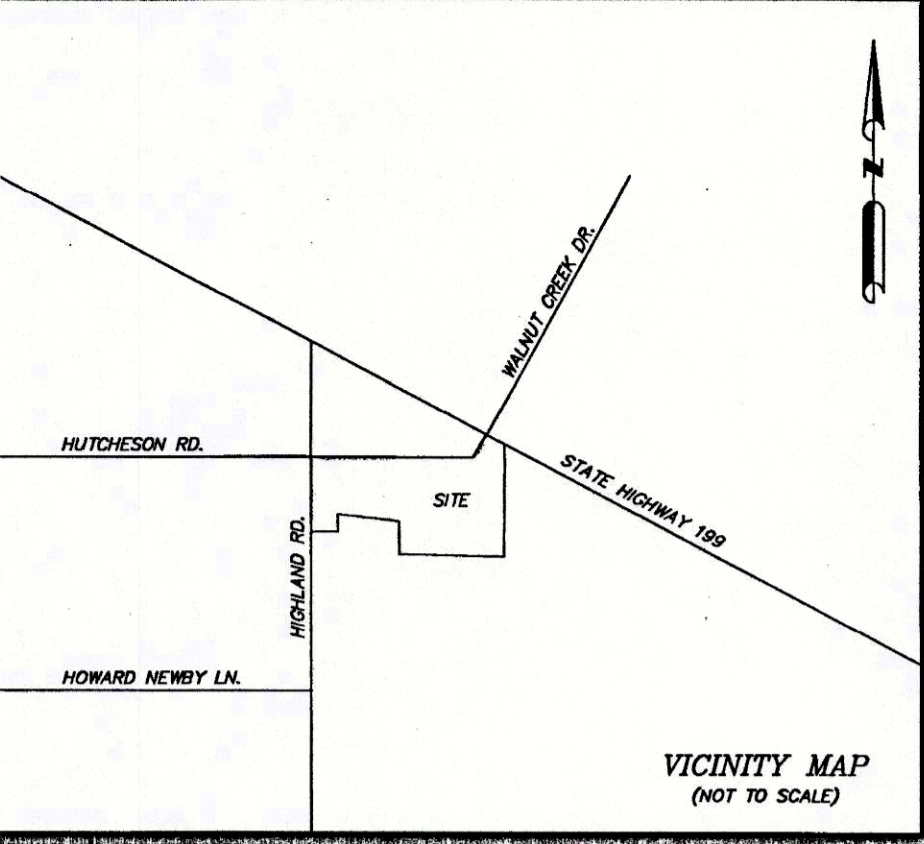 N
WALNUT CREEK DR.
HUTCHESON RD.
STATE HIGHWAY 199
SITE
HIGHLAND RD.
HOWARD NEWBY LN.
VICINITY MAP
(NOT TO SCALE)